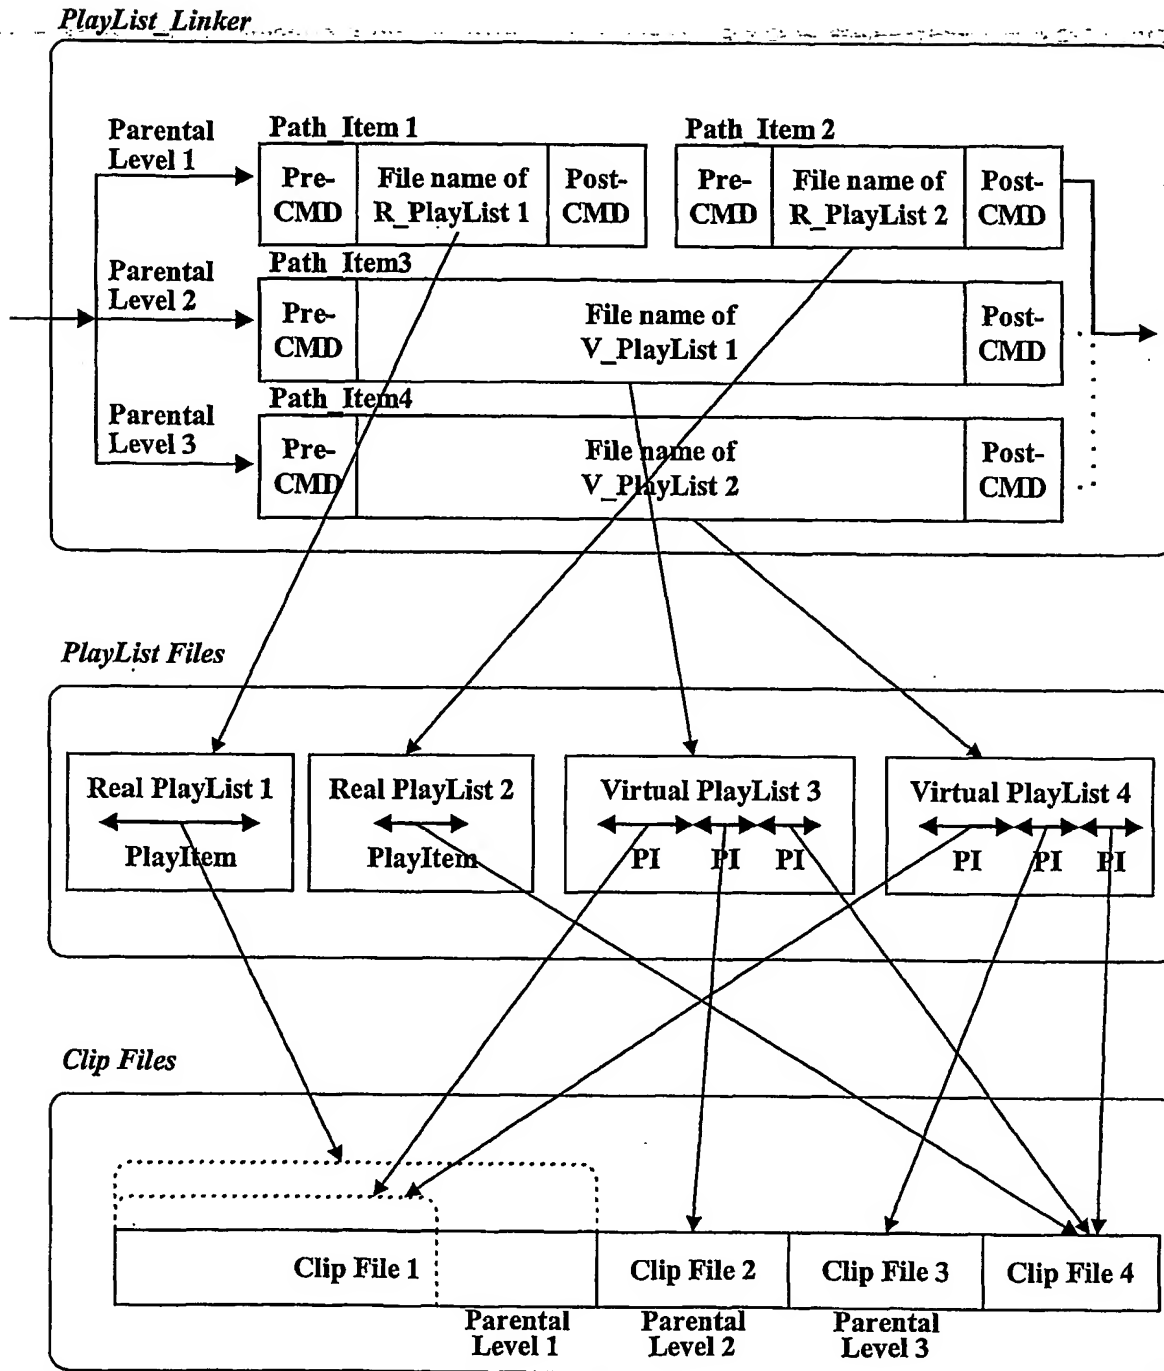 PlayList_Linker
Parental
Level 1
Path_Item 1
Pre-
CMD
File name of
R_PlayList 1
Post-
CMD
Path_Item 2
Pre-
CMD
File name of
R_PlayList 2
Post-
CMD
Parental
Level 2
Path_Item3
Pre-
CMD
File name of
V_PlayList 1
Post-
CMD
Parental
Level 3
Path_Item4
Pre-
CMD
File name of
V_PlayList 2
Post-
CMD
PlayList Files
Real PlayList 1
PlayItem
Real PlayList 2
PlayItem
Virtual PlayList 3
PI PI PI
Virtual PlayList 4
PI PI PI
Clip Files
Clip File 1
Clip File 2
Clip File 3
Clip File 4
Parental
Level 1
Parental
Level 2
Parental
Level 3